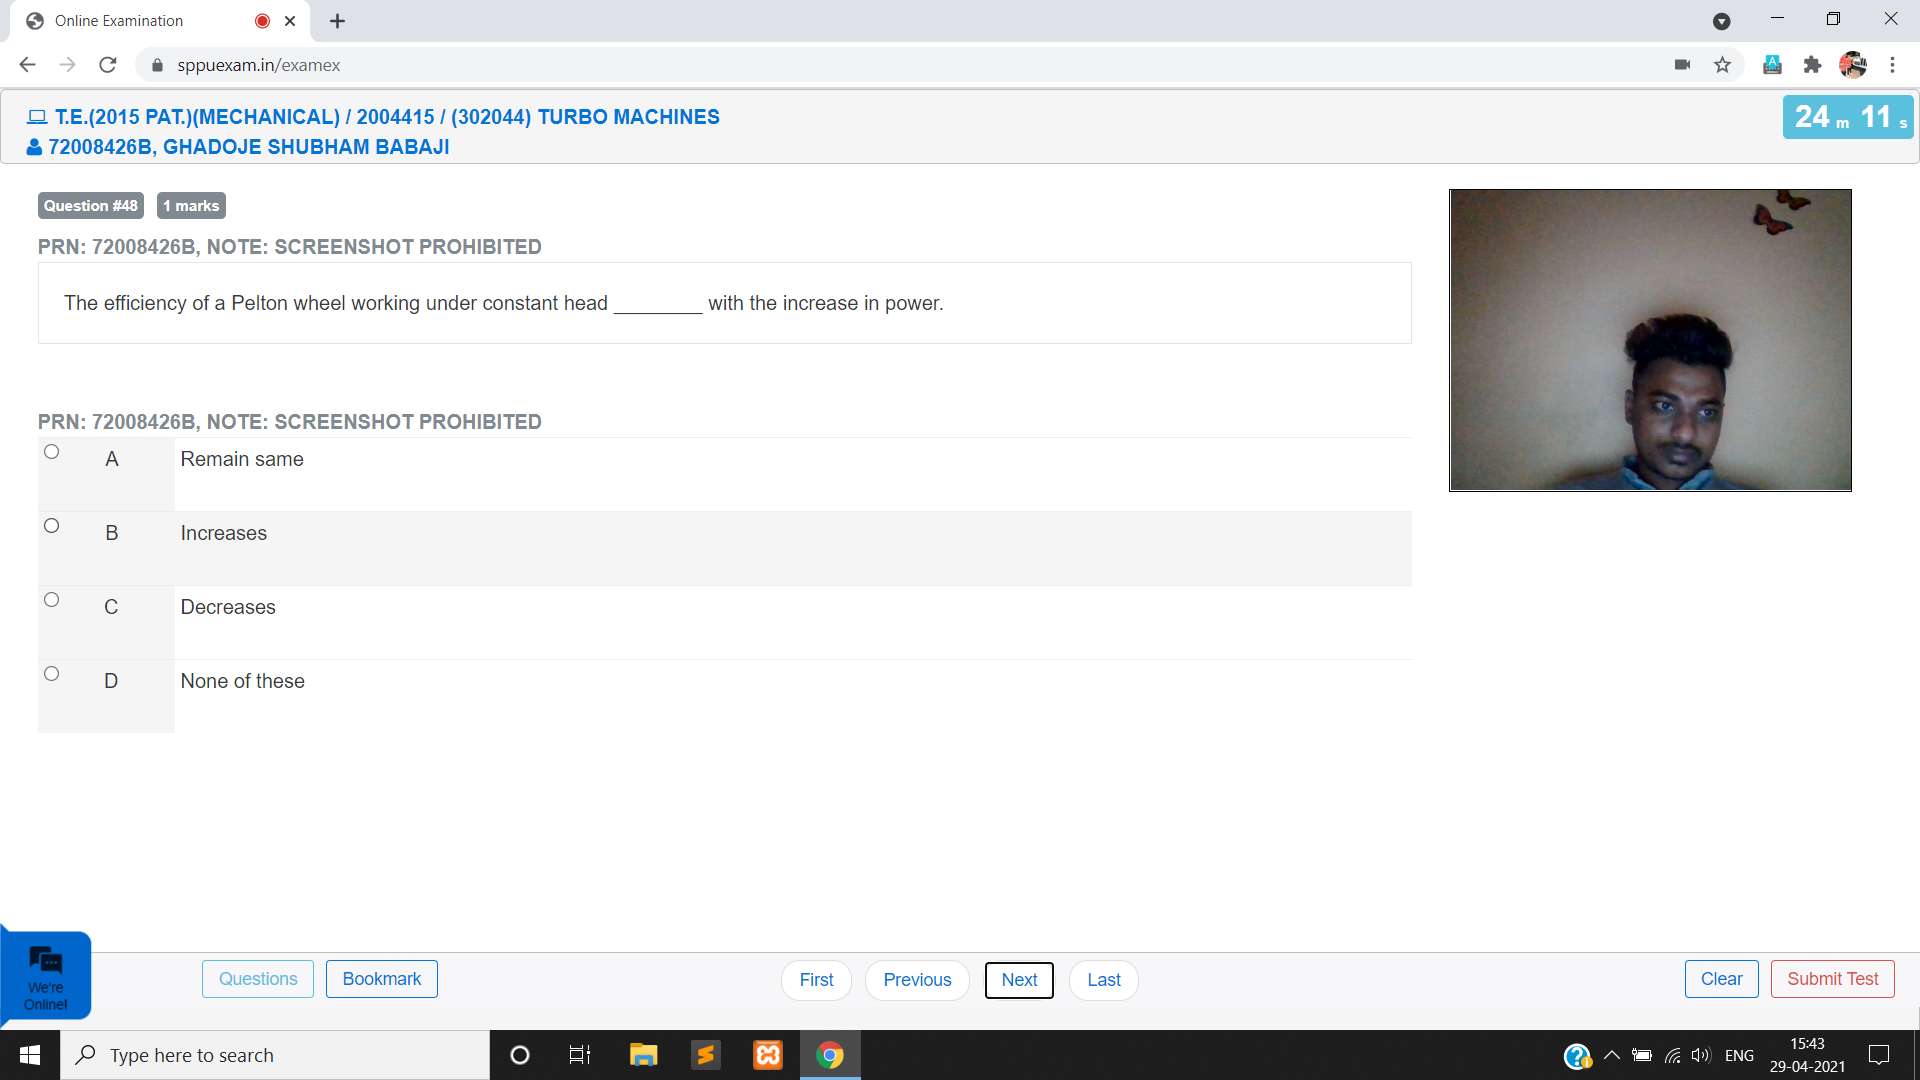 Online Examination
sppuexam.in/examex
T.E.(2015 PAT.)(MECHANICAL) / 2004415 / (302044) TURBO MACHINES
24 m 11 s
72008426B, GHADOJE SHUBHAM BABAJI
Question #48 1 marks
PRN: 72008426B, NOTE: SCREENSHOT PROHIBITED
The efficiency of a Pelton wheel working under constant head ________ with the increase in power.
PRN: 72008426B, NOTE: SCREENSHOT PROHIBITED
A Remain same
B Increases
C Decreases
D None of these
We're
Online!
Questions Bookmark First Previous Next Last Clear Submit Test
Type here to search
ENG
15:43
29-04-2021